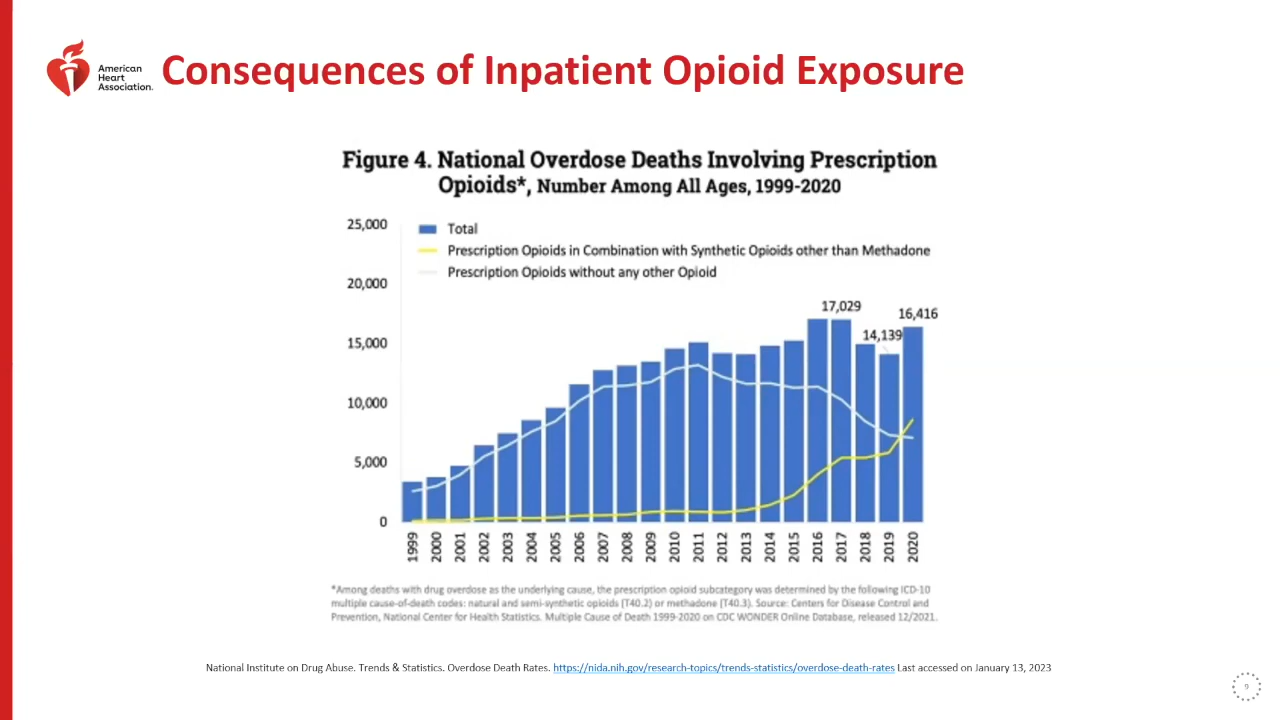 American
Heart
Association.
Consequences of Inpatient Opioid Exposure
Figure 4. National Overdose Deaths Involving Prescription
Opioids*, Number Among All Ages, 1999-2020
25,000
20,000
15,000
10,000
5,000
0
Total
Prescription Opioids in Combination with Synthetic Opioids other than Methadone
Prescription Opioids without any other Opioid
17,029
14,139
16,416
1999
2000
2001
2002
2003
2004
2005
2006
2007
2008
2009
2010
2011
2012
2013
2014
2015
2016
2017
2018
2019
2020
*Among deaths with drug overdose as the underlying cause, the prescription opioid subcategory was determined by the following ICD-10
multiple cause-of-death codes: natural and semi-synthetic opioids (T40.2) or methadone (T40.3). Source: Centers for Disease Control and
Prevention, National Center for Health Statistics. Multiple Cause of Death 1999-2020 on CDC WONDER Online Database, released 12/2021.
National Institute on Drug Abuse. Trends & Statistics. Overdose Death Rates. https://nida.nih.gov/research-topics/trends-statistics/overdose-death-rates Last accessed on January 13, 2023
9